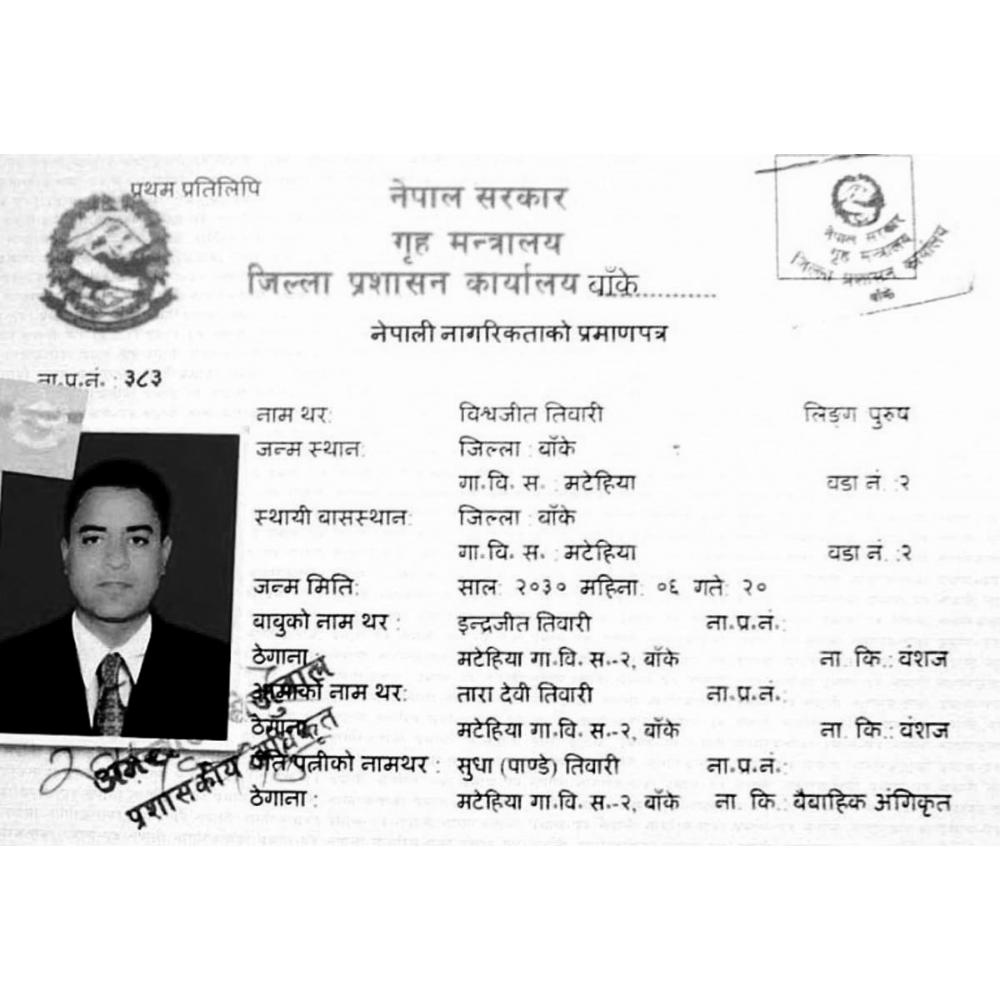 प्रथम प्रतिलिपि
नेपाल सरकार
गृह मन्त्रालय
जिल्ला प्रशासन कार्यालय बाँके............
नेपाली नागरिकताको प्रमाणपत्र
नेपाल सरकार
गृह मन्त्रालय
जिल्ला प्रशासन कार्यालय
बाँके
ना.प्र.नं. : ३८३
नाम थर: विश्वजीत तिवारी लिङ्ग पुरुष
जन्म स्थान: जिल्ला : बाँके
गा.वि. स. : मटेहिया वडा नं. :२
स्थायी बासस्थान: जिल्ला : बाँके
गा.वि. स. : मटेहिया वडा नं. :२
जन्म मिति: साल: २०३० महिना: ०६ गते: २०
बाबुको नाम थर : इन्द्रजीत तिवारी ना.प्र.नं.:
ठेगाना : मटेहिया गा.वि. स.-२, बाँके ना. कि.: वंशज
आमाको नाम थर: तारा देवी तिवारी ना.प्र.नं.:
ठेगाना : मटेहिया गा.वि. स.-२, बाँके ना. कि.: वंशज
पति पत्नीको नामथर : सुधा (पाण्डे) तिवारी ना.प्र.नं.:
ठेगाना : मटेहिया गा.वि. स.-२, बाँके ना. कि.: वैवाहिक अंगिकृत
प्रशासकीय अधिकृत